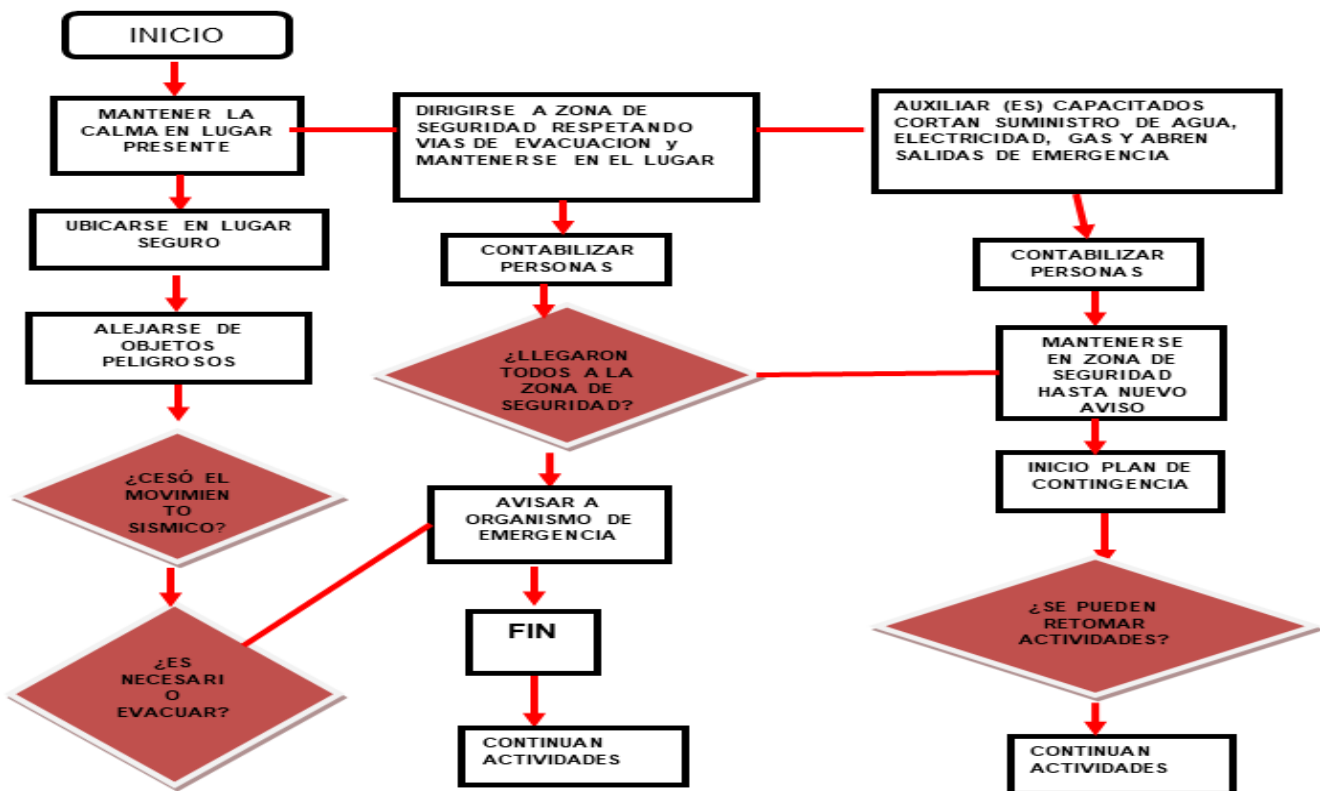 INICIO
MANTENER LA
CALMA EN LUGAR
PRESENTE
UBICARSE EN LUGAR
SEGURO
ALEJARSE DE
OBJETOS
PELIGROSOS
¿CESÓ EL
MOVIMIEN
TO
SISMICO?
¿ES
NECESARI
O
EVACUAR?
DIRIGIRSE A ZONA DE
SEGURIDAD RESPETANDO
VIAS DE EVACUACION y
MANTENERSE EN EL LUGAR
CONTABILIZAR
PERSONAS
¿LLEGARON
TODOS A LA
ZONA DE
SEGURIDAD?
AVISAR A
ORGANISMO DE
EMERGENCIA
FIN
CONTINUAN
ACTIVIDADES
AUXILIAR (ES) CAPACITADOS
CORTAN SUMINISTRO DE AGUA,
ELECTRICIDAD, GAS Y ABREN
SALIDAS DE EMERGENCIA
CONTABILIZAR
PERSONAS
MANTENERSE
EN ZONA DE
SEGURIDAD
HASTA NUEVO
AVISO
INICIO PLAN DE
CONTINGENCIA
¿SE PUEDEN
RETOMAR
ACTIVIDADES?
CONTINUAN
ACTIVIDADES